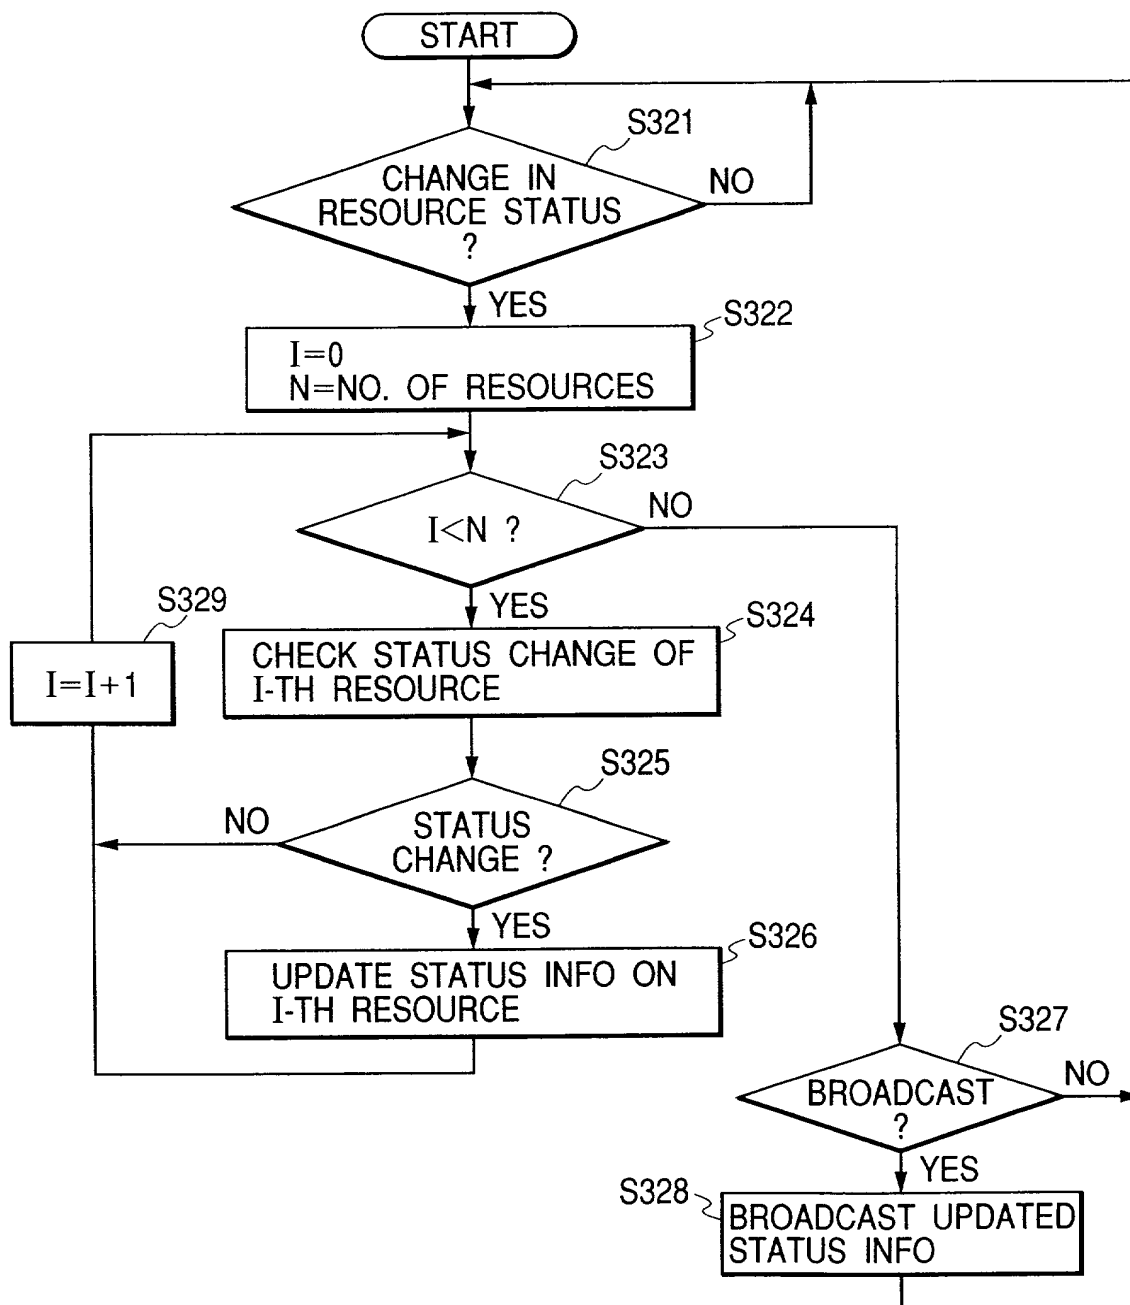 START
S321
CHANGE IN
RESOURCE STATUS
?
NO
YES
S322
I=0
N=NO. OF RESOURCES
S323
I<N ?
NO
YES
S329
I=I+1
S324
CHECK STATUS CHANGE OF
I-TH RESOURCE
S325
NO
STATUS
CHANGE ?
YES
S326
UPDATE STATUS INFO ON
I-TH RESOURCE
S327
BROADCAST
?
NO
YES
S328
BROADCAST UPDATED
STATUS INFO